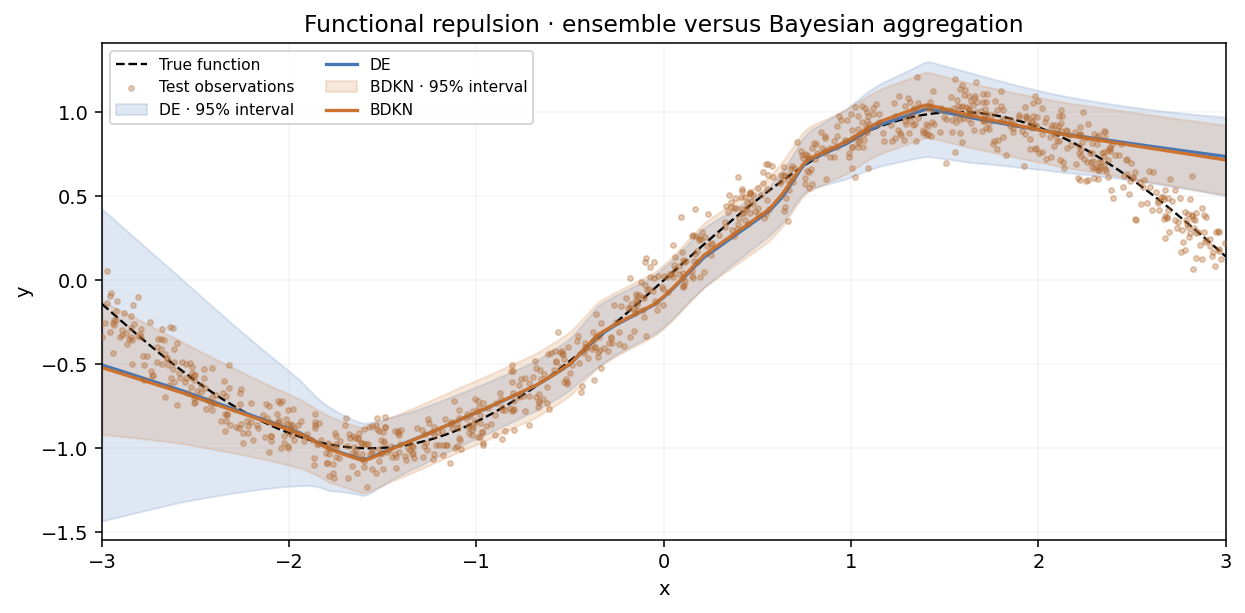 Functional repulsion · ensemble versus Bayesian aggregation
True function
Test observations
DE · 95% interval
DE
BDKN · 95% interval
BDKN
y
1.0
0.5
0.0
−0.5
−1.0
−1.5
−3
−2
−1
0
1
2
3
x